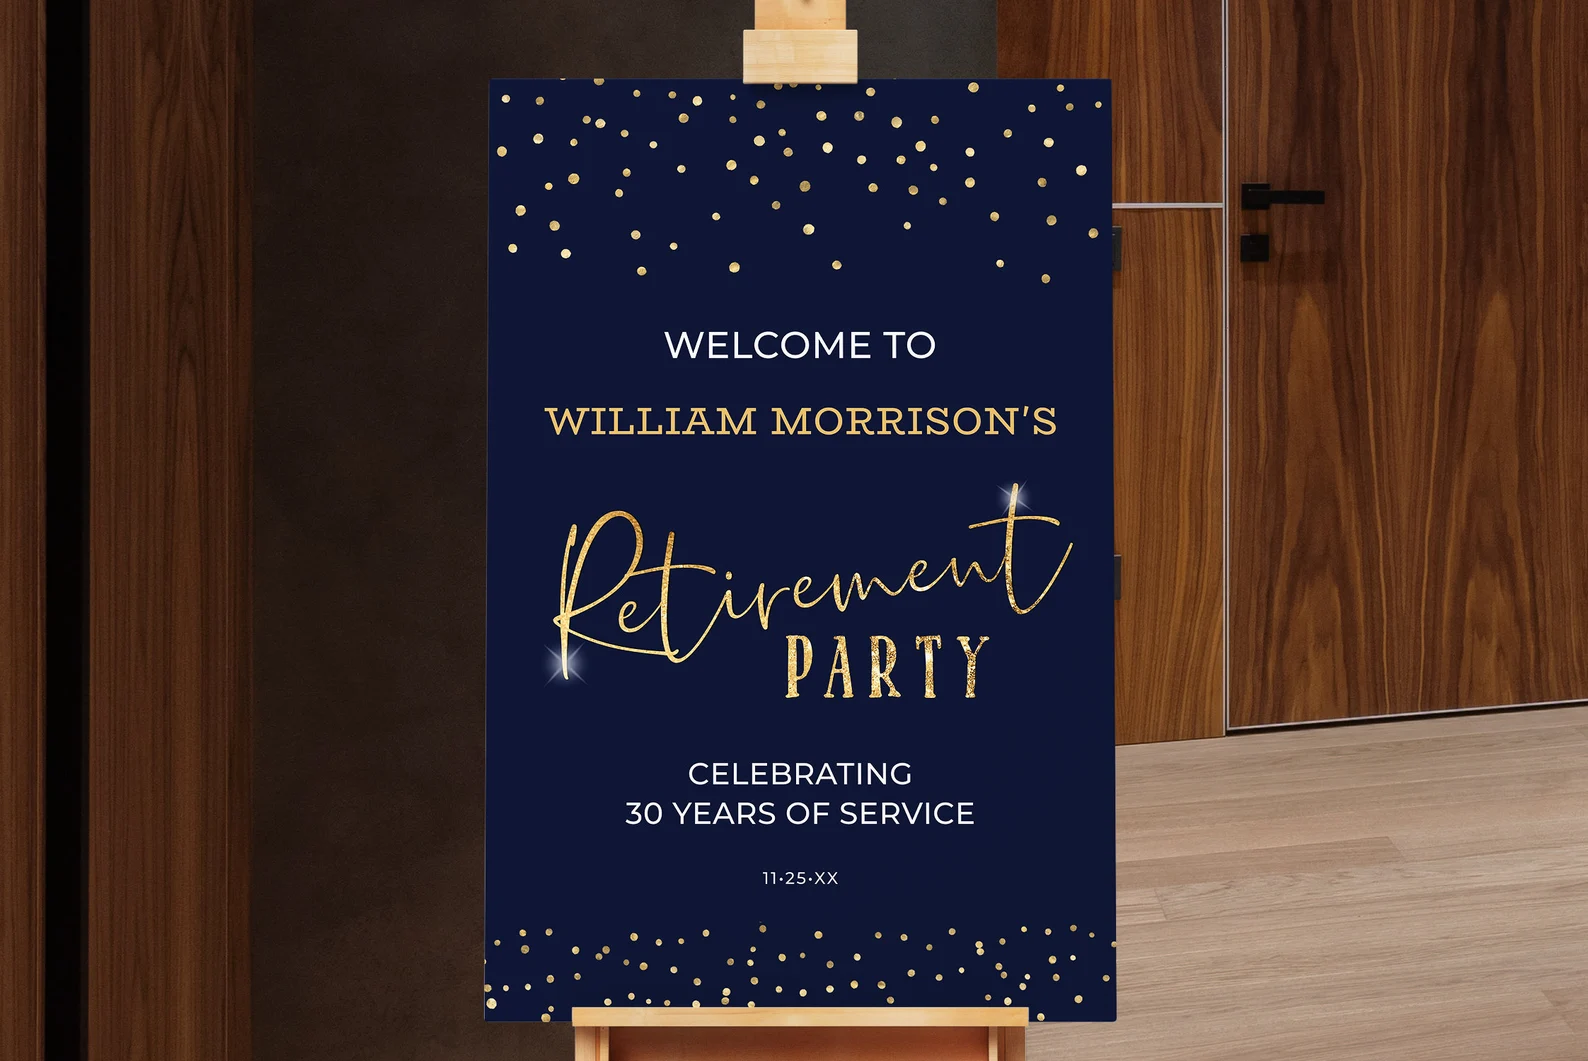 WELCOME TO
WILLIAM MORRISON'S
Retirement
PARTY
CELEBRATING
30 YEARS OF SERVICE
11•25•XX